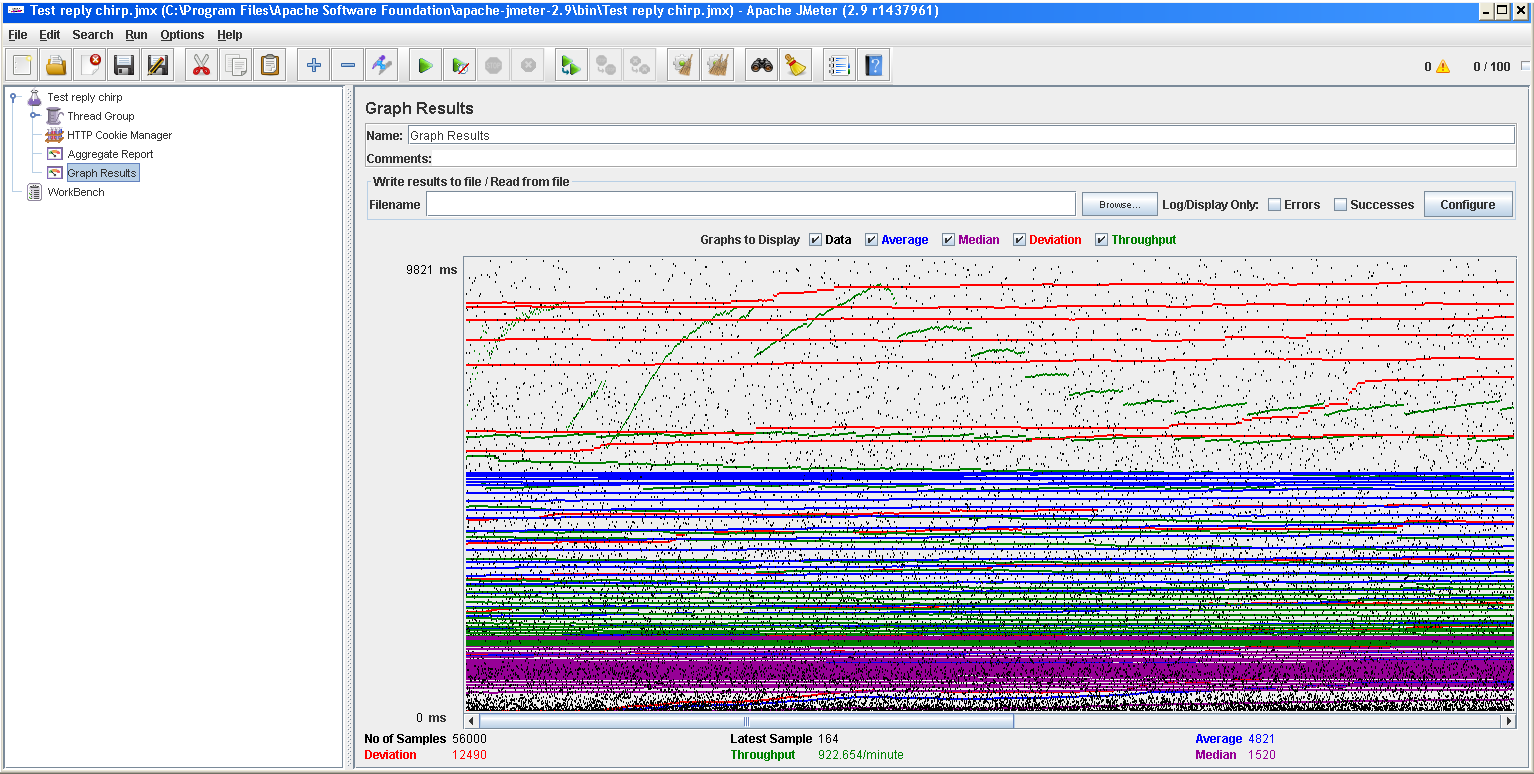 Test reply chirp.jmx (C:\Program Files\Apache Software Foundation\apache-jmeter-2.9\bin\Test reply chirp.jmx) - Apache JMeter (2.9 r1437961)
File Edit Search Run Options Help
0 0 / 100
Test reply chirp
Thread Group
HTTP Cookie Manager
Aggregate Report
Graph Results
WorkBench
Graph Results
Name: Graph Results
Comments:
Write results to file / Read from file
Filename Browse... Log/Display Only: Errors Successes Configure
Graphs to Display Data Average Median Deviation Throughput
9821 ms
0 ms
No of Samples 56000 Latest Sample 164 Average 4821
Deviation 12490 Throughput 922.654/minute Median 1520